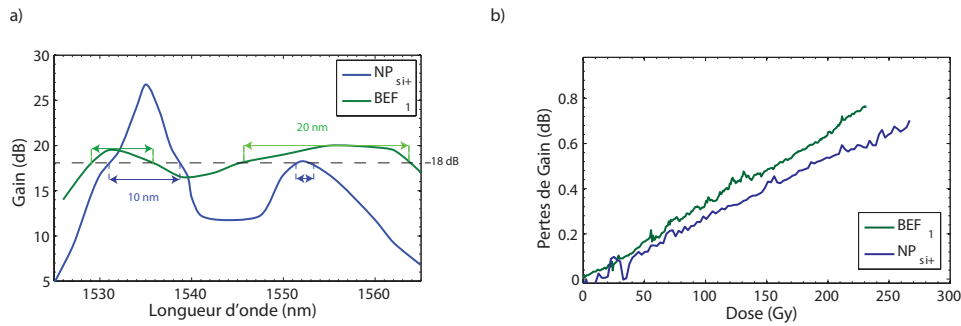 a)
30
25
20
15
10
5
Gain (dB)
NP si+
BEF 1
20 nm
10 nm
18 dB
1530
1540
1550
1560
Longueur d'onde (nm)
b)
0.8
0.6
0.4
0.2
0
Pertes de Gain (dB)
BEF 1
NP si+
0
50
100
150
200
250
300
Dose (Gy)